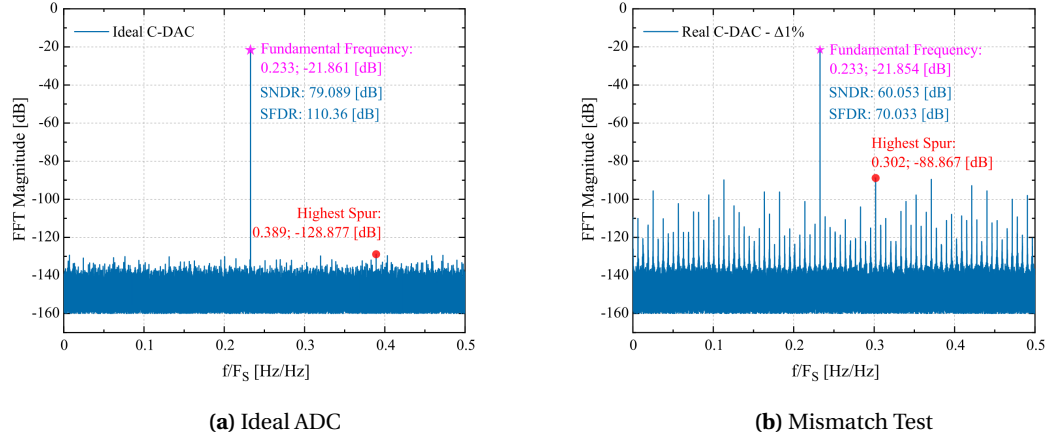 Ideal C-DAC
Fundamental Frequency:
0.233; -21.861 [dB]
SNDR: 79.089 [dB]
SFDR: 110.36 [dB]
Highest Spur:
0.389; -128.877 [dB]
FFT Magnitude [dB]
0
-20
-40
-60
-80
-100
-120
-140
-160
0 0.1 0.2 0.3 0.4 0.5
f/FS [Hz/Hz]
(a) Ideal ADC
Real C-DAC - Δ1%
Fundamental Frequency:
0.233; -21.854 [dB]
SNDR: 60.053 [dB]
SFDR: 70.033 [dB]
Highest Spur:
0.302; -88.867 [dB]
FFT Magnitude [dB]
0
-20
-40
-60
-80
-100
-120
-140
-160
0 0.1 0.2 0.3 0.4 0.5
f/FS [Hz/Hz]
(b) Mismatch Test